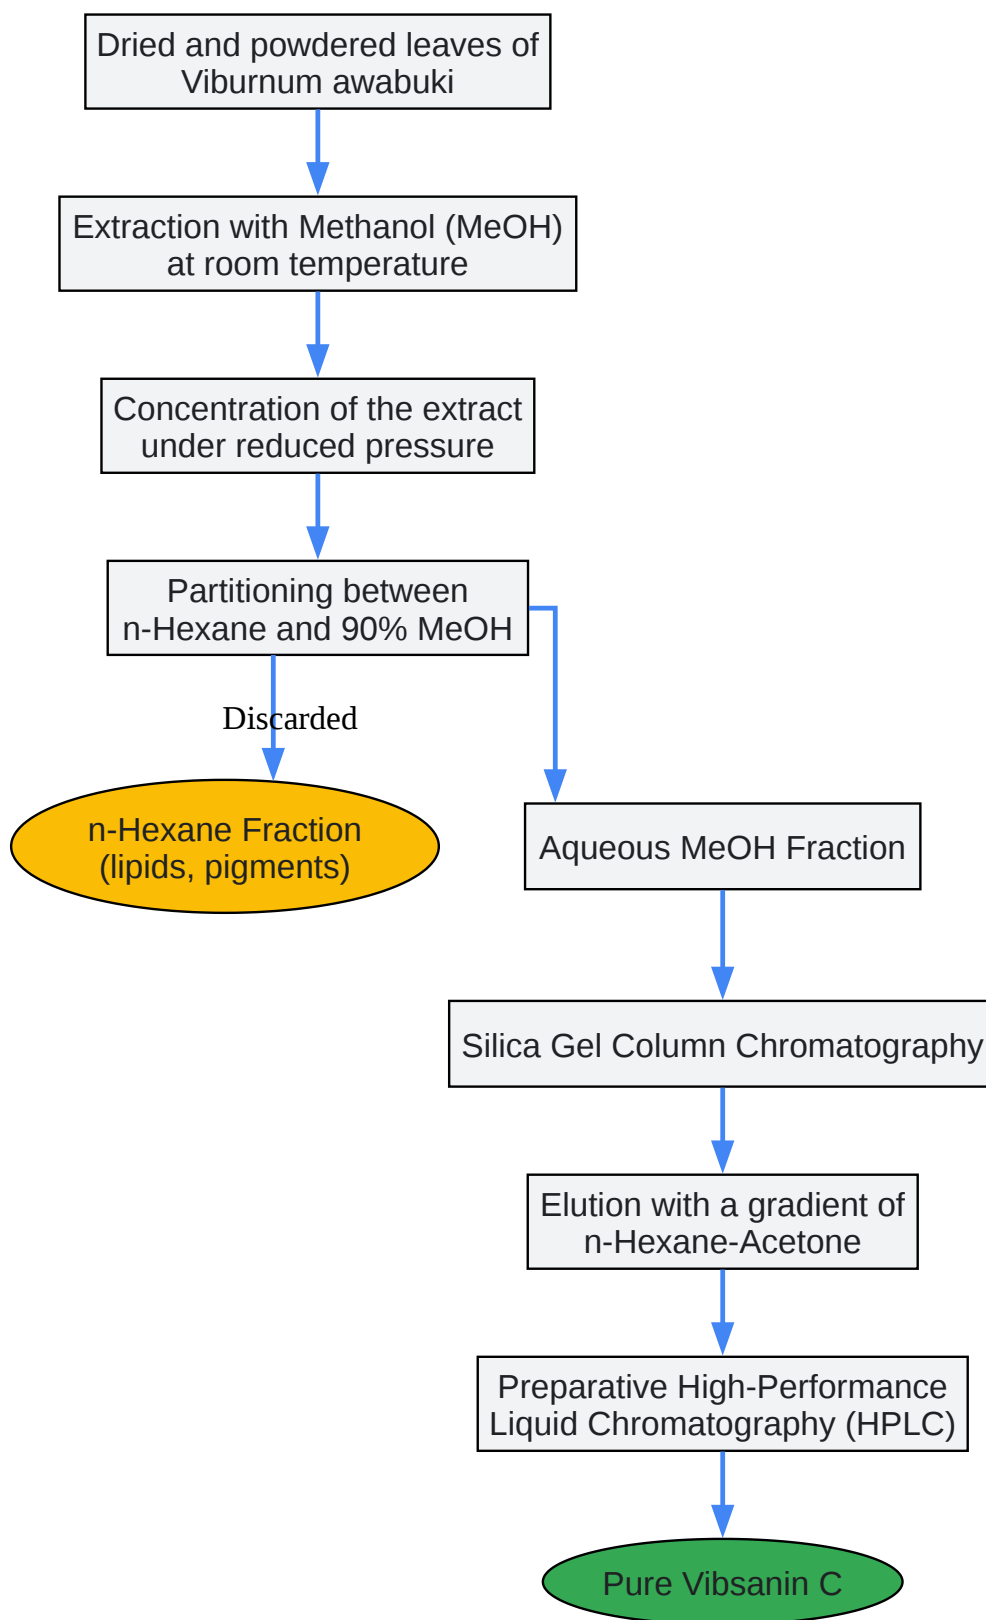 Dried and powdered leaves of
Viburnum awabuki
Extraction with Methanol (MeOH)
at room temperature
Concentration of the extract
under reduced pressure
Partitioning between
n-Hexane and 90% MeOH
Discarded
n-Hexane Fraction
(lipids, pigments)
Aqueous MeOH Fraction
Silica Gel Column Chromatography
Elution with a gradient of
n-Hexane-Acetone
Preparative High-Performance
Liquid Chromatography (HPLC)
Pure Vibsanin C